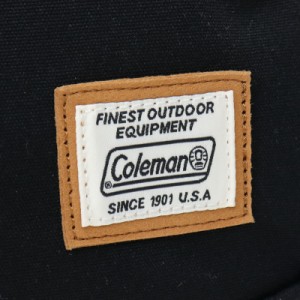 FINEST OUTDOOR
EQUIPMENT
Coleman
SINCE 1901 U.S.A